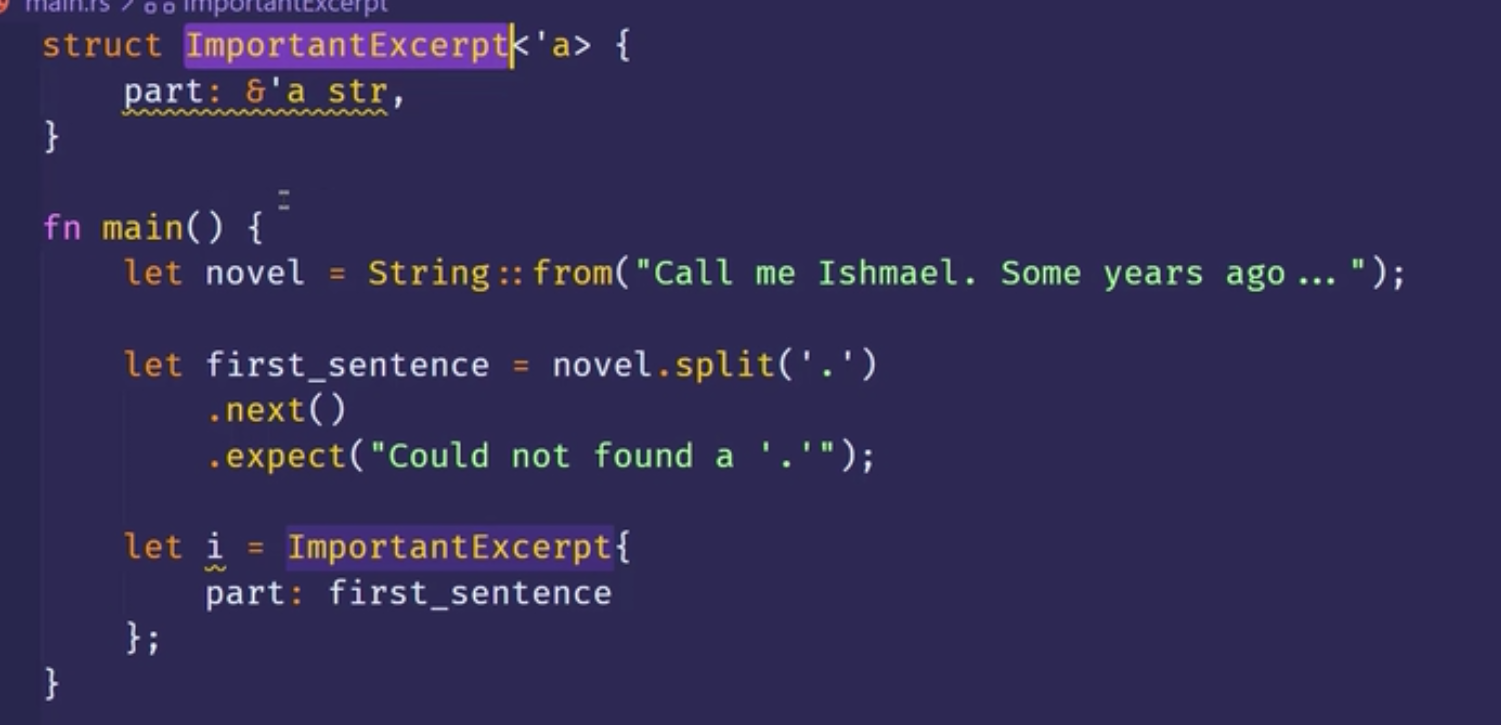 main.rs > ImportantExcerpt
struct ImportantExcerpt<'a> {
    part: &'a str,
}
fn main() {
    let novel = String::from("Call me Ishmael. Some years ago...");
    let first_sentence = novel.split('.')
        .next()
        .expect("Could not found a '.'");
    let i = ImportantExcerpt{
        part: first_sentence
    };
}